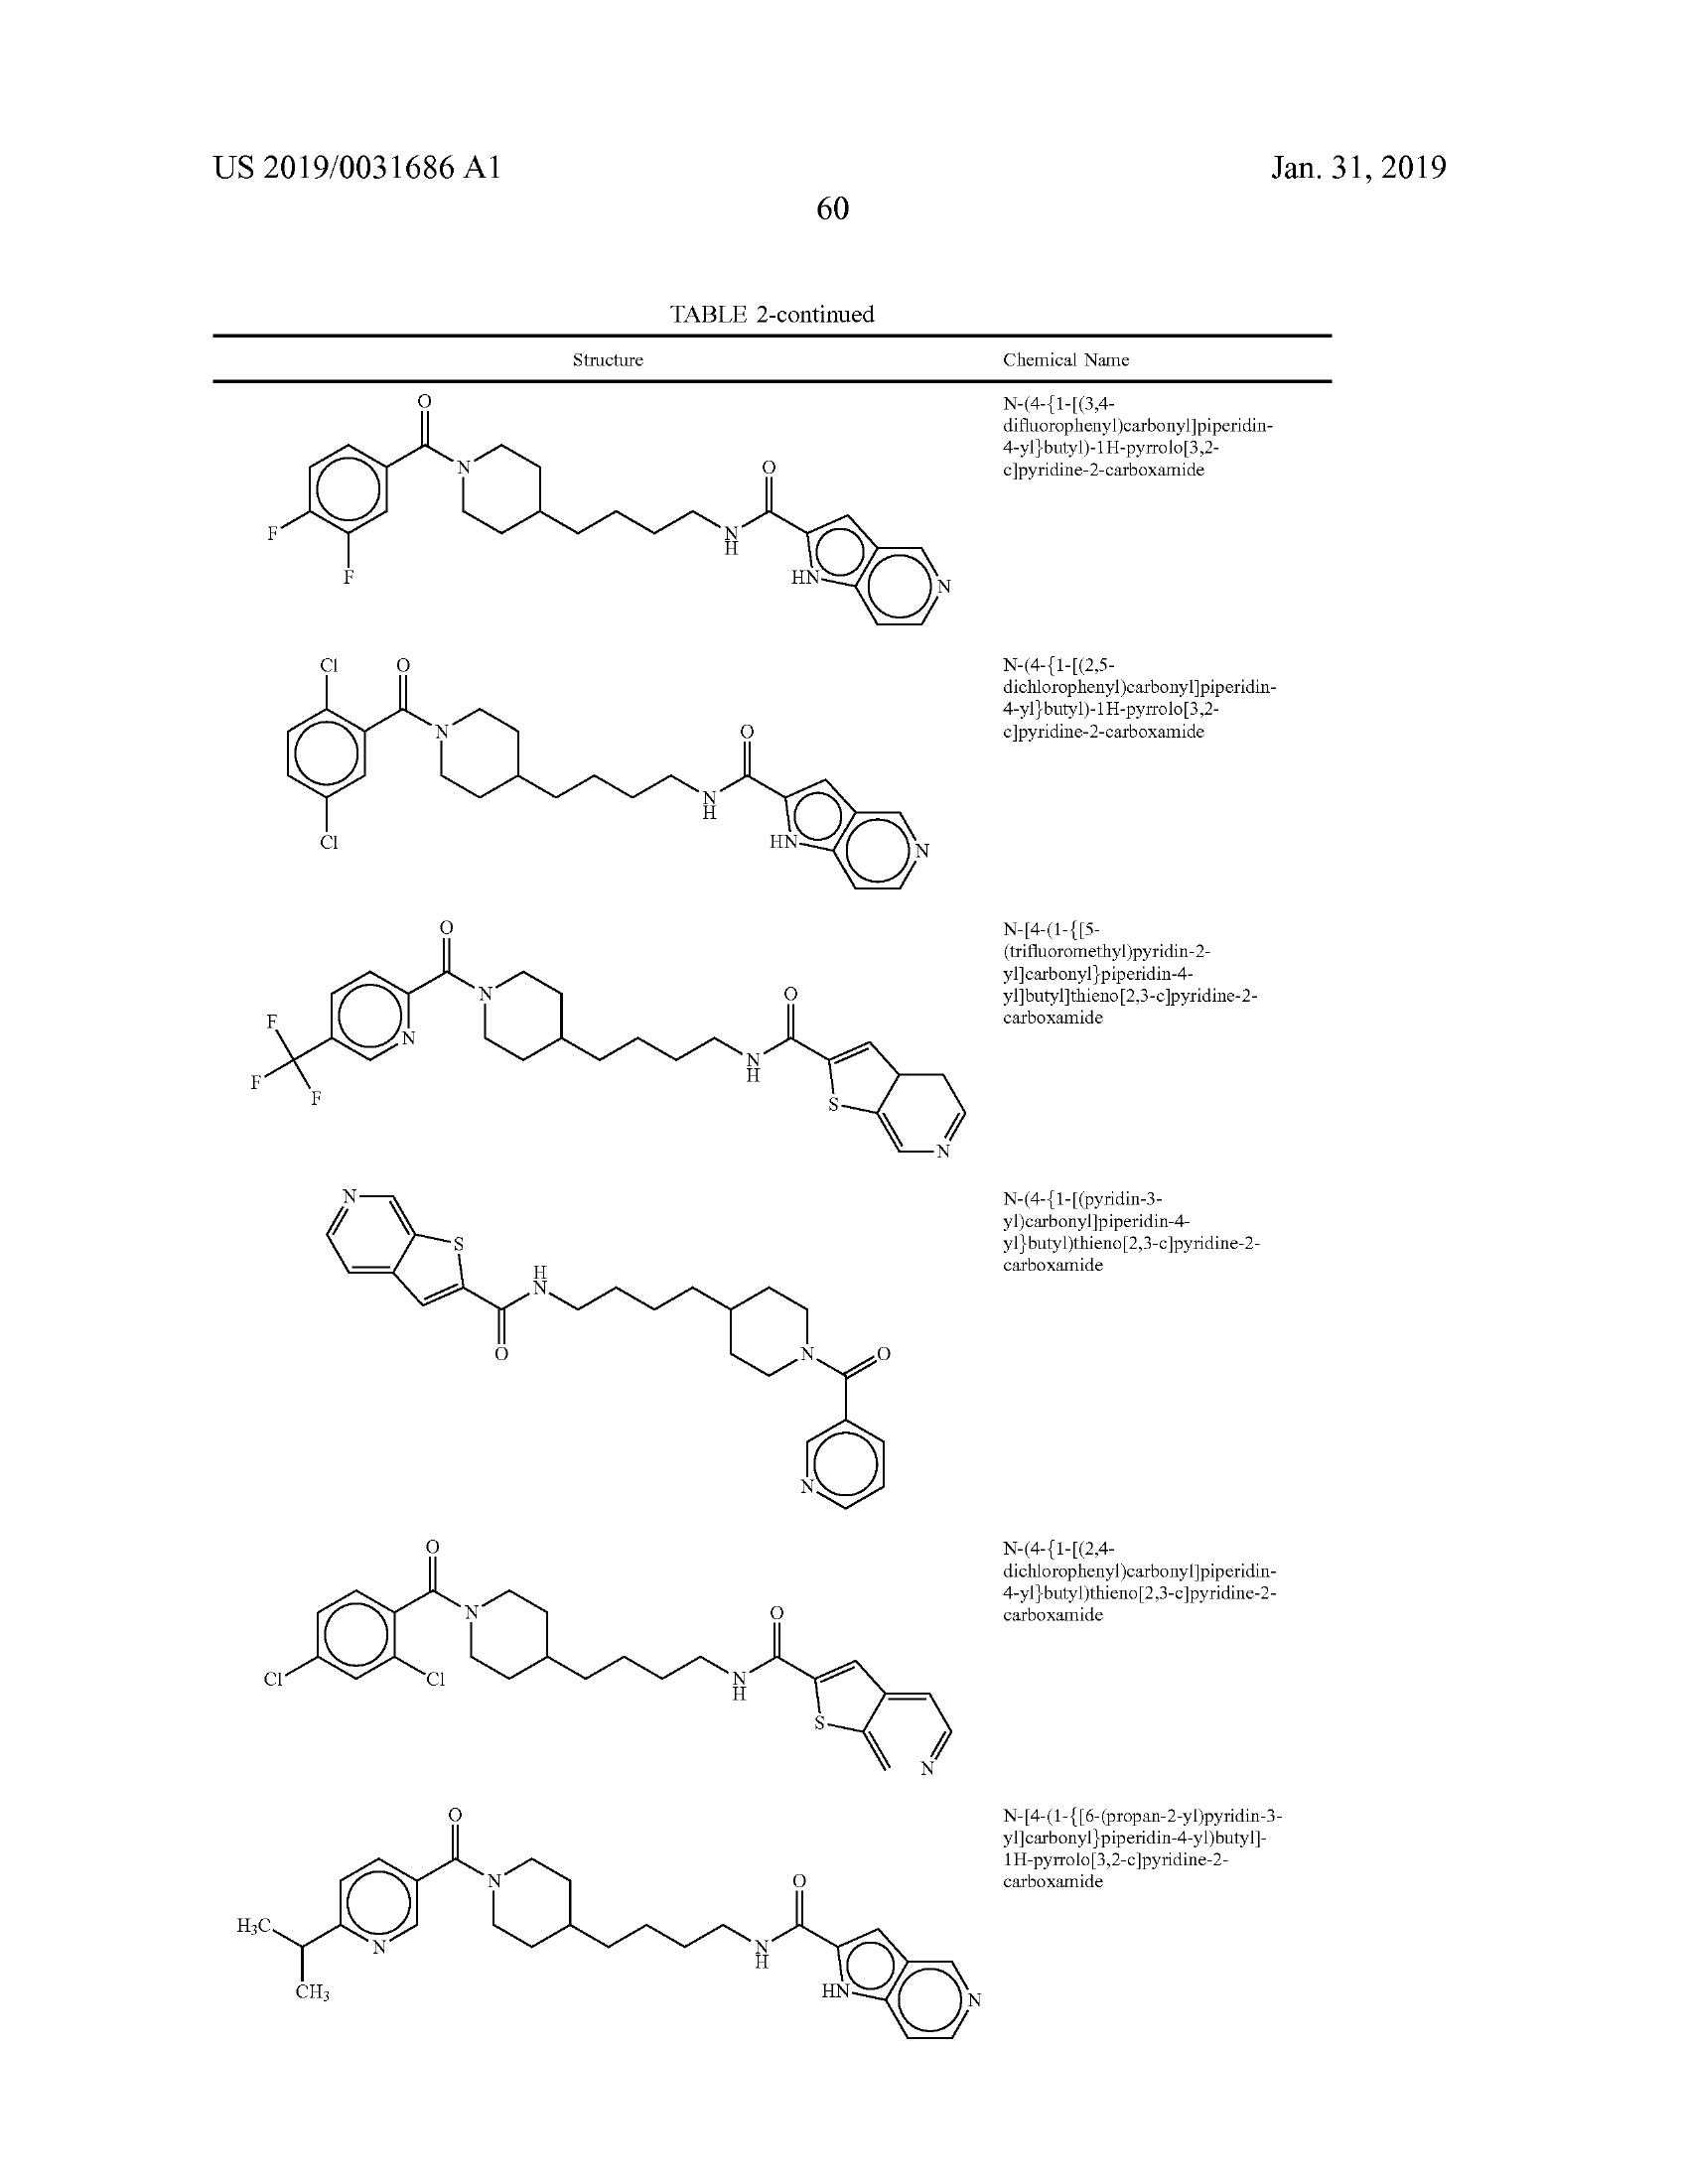 US 2019/0031686 A1
Jan. 31, 2019
60
TABLE 2-continued
Structure
Chemical Name
O
N
O
F
N
H
F
HN
N
N-(4-{1-[(3,4-
difluorophenyl)carbonyl]piperidin-
4-yl}butyl)-1H-pyrrolo[3,2-
c]pyridine-2-carboxamide
Cl
O
N
O
N
H
Cl
HN
N
N-(4-{1-[(2,5-
dichlorophenyl)carbonyl]piperidin-
4-yl}butyl)-1H-pyrrolo[3,2-
c]pyridine-2-carboxamide
O
N
O
F
N
F
F
N
H
S
N
N-[4-(1-{[5-
(trifluoromethyl)pyridin-2-
yl]carbonyl}piperidin-4-
yl]butyl]thieno[2,3-c]pyridine-2-
carboxamide
N
S
H
N
O
N
O
N
N-(4-{1-[(pyridin-3-
yl)carbonyl]piperidin-4-
yl}butyl)thieno[2,3-c]pyridine-2-
carboxamide
O
N
O
Cl
Cl
N
H
S
N
N-(4-{1-[(2,4-
dichlorophenyl)carbonyl]piperidin-
4-yl}butyl)thieno[2,3-c]pyridine-2-
carboxamide
O
N
O
H3C
N
N
H
CH3
HN
N
N-[4-(1-{[6-(propan-2-yl)pyridin-3-
yl]carbonyl}piperidin-4-yl)butyl]-
1H-pyrrolo[3,2-c]pyridine-2-
carboxamide